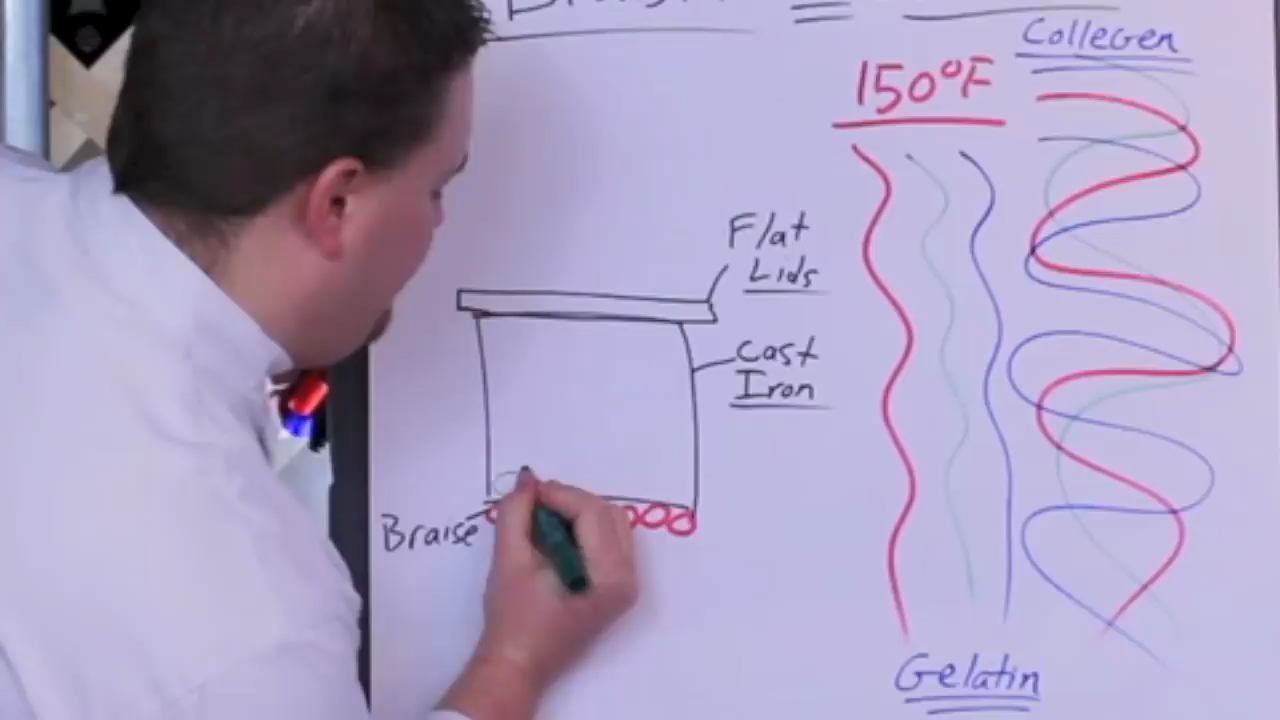 =
Collegen
150°F
Flat
Lids
Cast
Iron
Braise
Gelatin